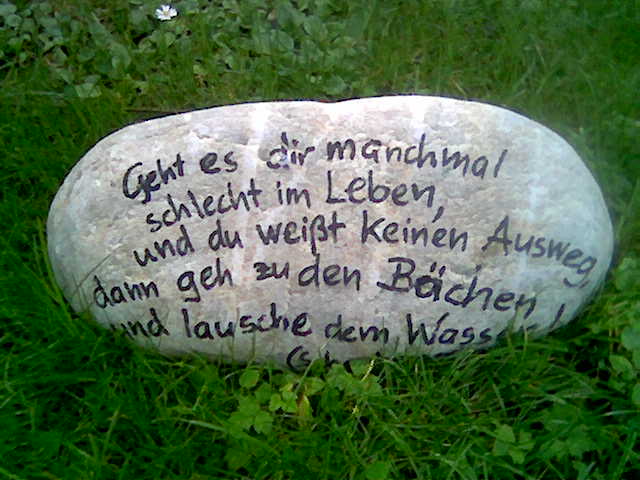 Geht es dir manchmal
schlecht im Leben,
und du weißt keinen Ausweg,
dann geh zu den Bächen
und lausche dem